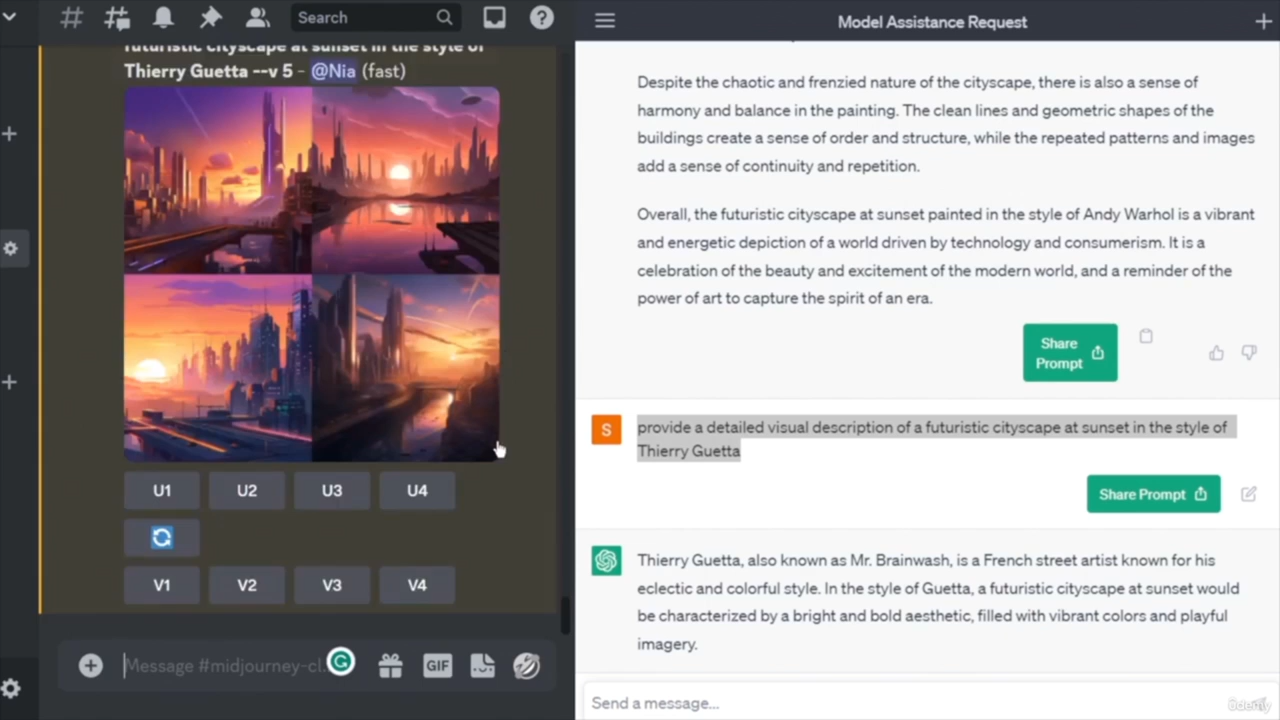 Search
futuristic cityscape at sunset in the style of
Thierry Guetta --v 5 - @Nia (fast)
U1 U2 U3 U4
V1 V2 V3 V4
Message #midjourney-cl
GIF
Model Assistance Request
Despite the chaotic and frenzied nature of the cityscape, there is also a sense of
harmony and balance in the painting. The clean lines and geometric shapes of the
buildings create a sense of order and structure, while the repeated patterns and images
add a sense of continuity and repetition.
Overall, the futuristic cityscape at sunset painted in the style of Andy Warhol is a vibrant
and energetic depiction of a world driven by technology and consumerism. It is a
celebration of the beauty and excitement of the modern world, and a reminder of the
power of art to capture the spirit of an era.
Share
Prompt
S
provide a detailed visual description of a futuristic cityscape at sunset in the style of
Thierry Guetta
Share Prompt
Thierry Guetta, also known as Mr. Brainwash, is a French street artist known for his
eclectic and colorful style. In the style of Guetta, a futuristic cityscape at sunset would
be characterized by a bright and bold aesthetic, filled with vibrant colors and playful
imagery.
Send a message...
ûdemy